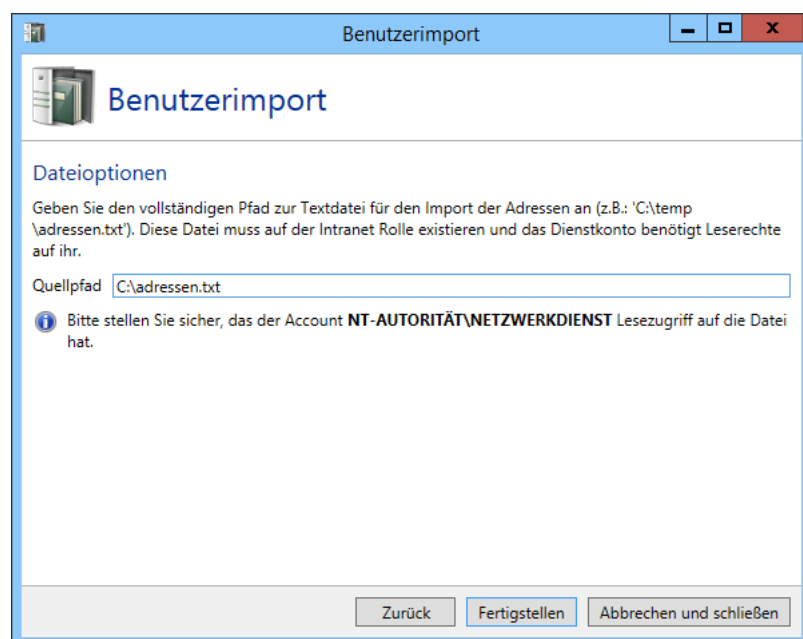 Benutzerimport
Benutzerimport
Dateioptionen
Geben Sie den vollständigen Pfad zur Textdatei für den Import der Adressen an (z.B.: 'C:\temp
\adressen.txt'). Diese Datei muss auf der Intranet Rolle existieren und das Dienstkonto benötigt Leserechte
auf ihr.
Quellpfad C:\adressen.txt
Bitte stellen Sie sicher, das der Account NT-AUTORITÄT\NETZWERKDIENST Lesezugriff auf die Datei
hat.
Zurück Fertigstellen Abbrechen und schließen